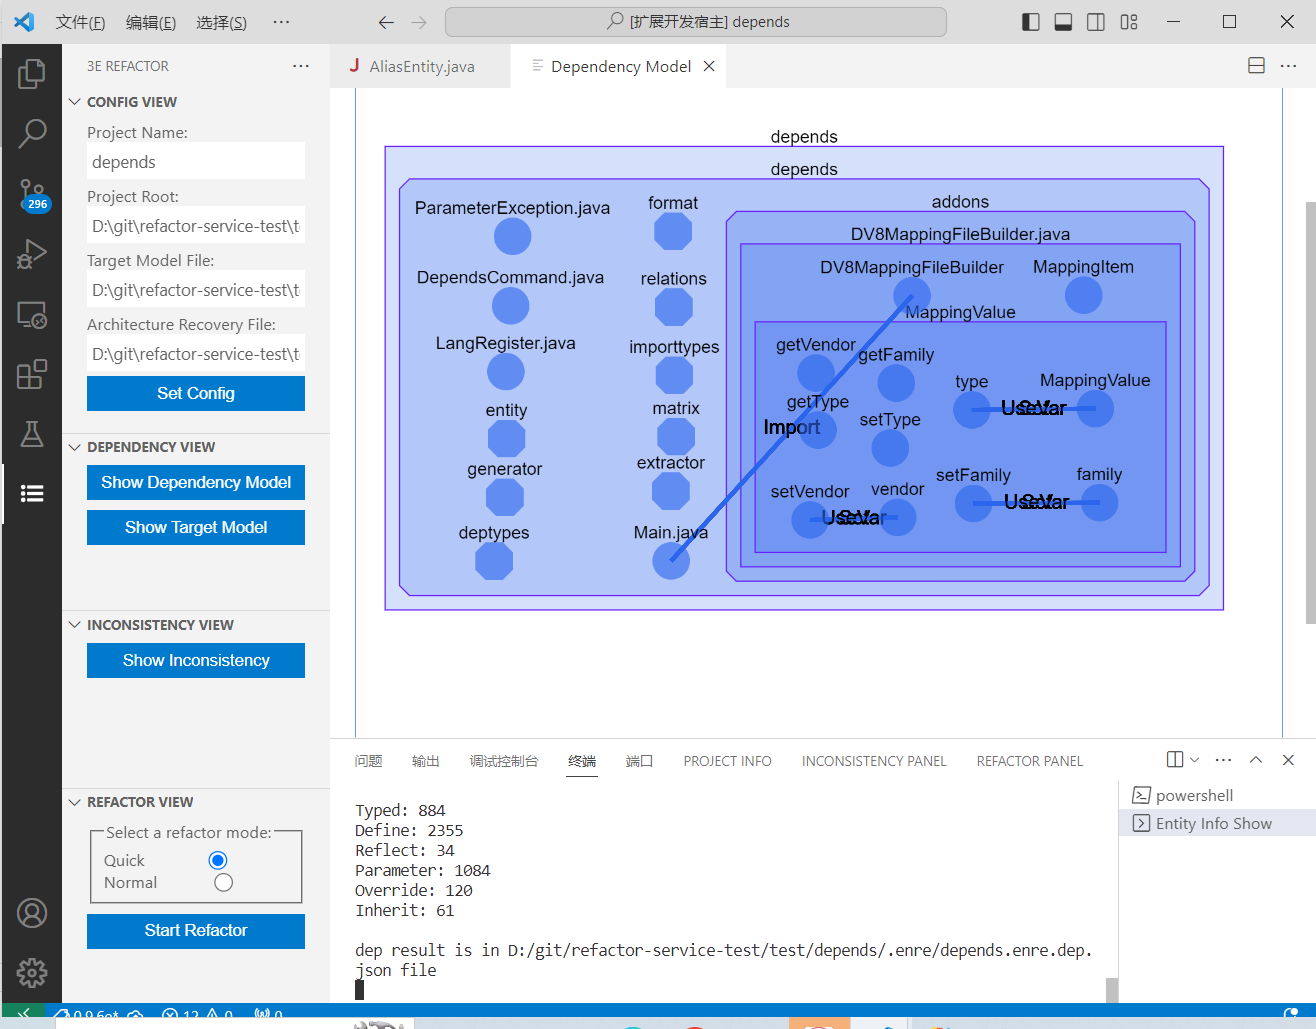 文件(F) 编辑(E) 选择(S) ··· [扩展开发宿主] depends
3E REFACTOR ···
AliasEntity.java
Dependency Model
CONFIG VIEW
Project Name:
depends
Project Root:
D:\git\refactor-service-test\t
Target Model File:
D:\git\refactor-service-test\t
Architecture Recovery File:
D:\git\refactor-service-test\t
Set Config
296
DEPENDENCY VIEW
Show Dependency Model
Show Target Model
INCONSISTENCY VIEW
Show Inconsistency
REFACTOR VIEW
Select a refactor mode:
Quick
Normal
Start Refactor
depends
depends
ParameterException.java
DependsCommand.java
LangRegister.java
entity
generator
deptypes
format
relations
importtypes
matrix
extractor
Main.java
addons
DV8MappingFileBuilder.java
DV8MappingFileBuilder
MappingItem
MappingValue
getVendor
getFamily
getType
setType
type
MappingValue
Import
setVendor
vendor
setFamily
family
问题 输出 调试控制台 终端 端口 PROJECT INFO INCONSISTENCY PANEL REFACTOR PANEL
Typed: 884
Define: 2355
Reflect: 34
Parameter: 1084
Override: 120
Inherit: 61
dep result is in D:/git/refactor-service-test/test/depends/.enre/depends.enre.dep.
json file
powershell
Entity Info Show